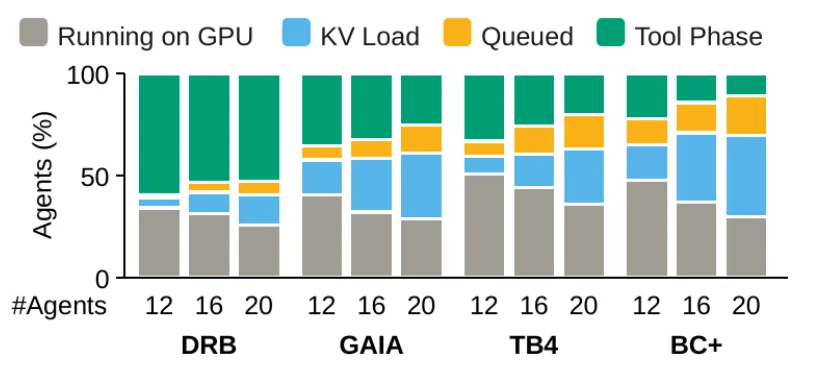 Running on GPU KV Load Queued Tool Phase
100
50
0
Agents (%)
#Agents 12 16 20 12 16 20 12 16 20 12 16 20
DRB GAIA TB4 BC+